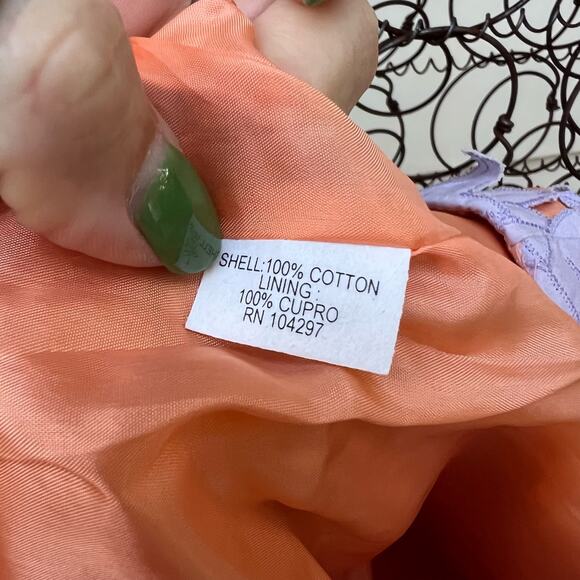 SHELL:100% COTTON
LINING :
100% CUPRO
RN 104297